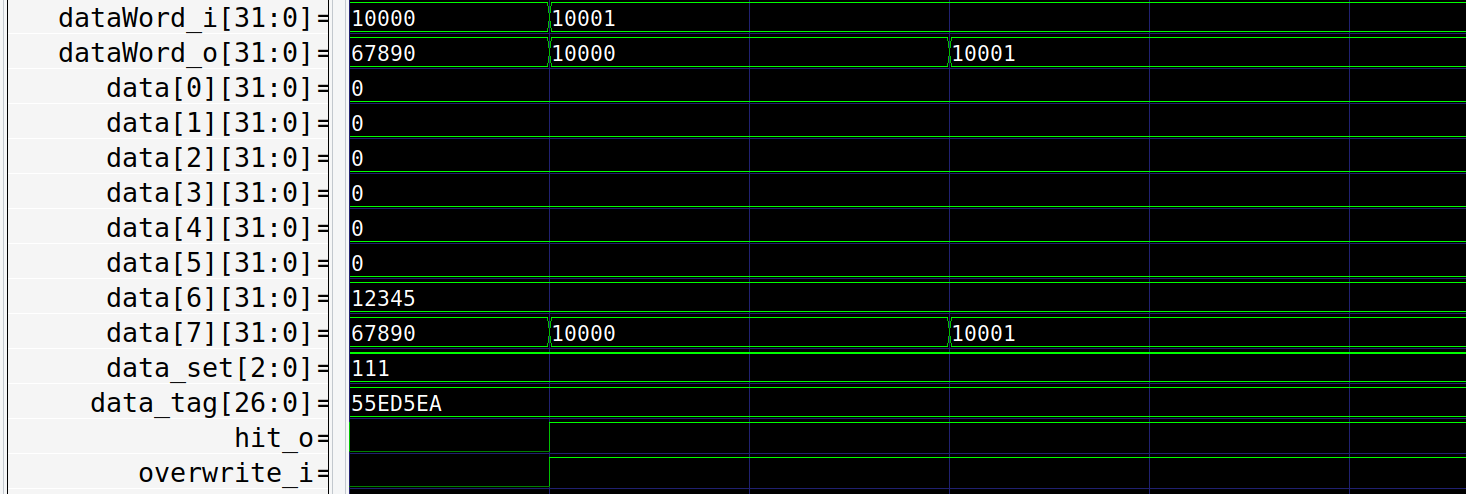 dataWord_i[31:0]= 10000 10001
dataWord_o[31:0]= 67890 10000 10001
data[0][31:0]= 0
data[1][31:0]= 0
data[2][31:0]= 0
data[3][31:0]= 0
data[4][31:0]= 0
data[5][31:0]= 0
data[6][31:0]= 12345
data[7][31:0]= 67890 10000 10001
data_set[2:0]= 111
data_tag[26:0]= 55ED5EA
hit_o=
overwrite_i=